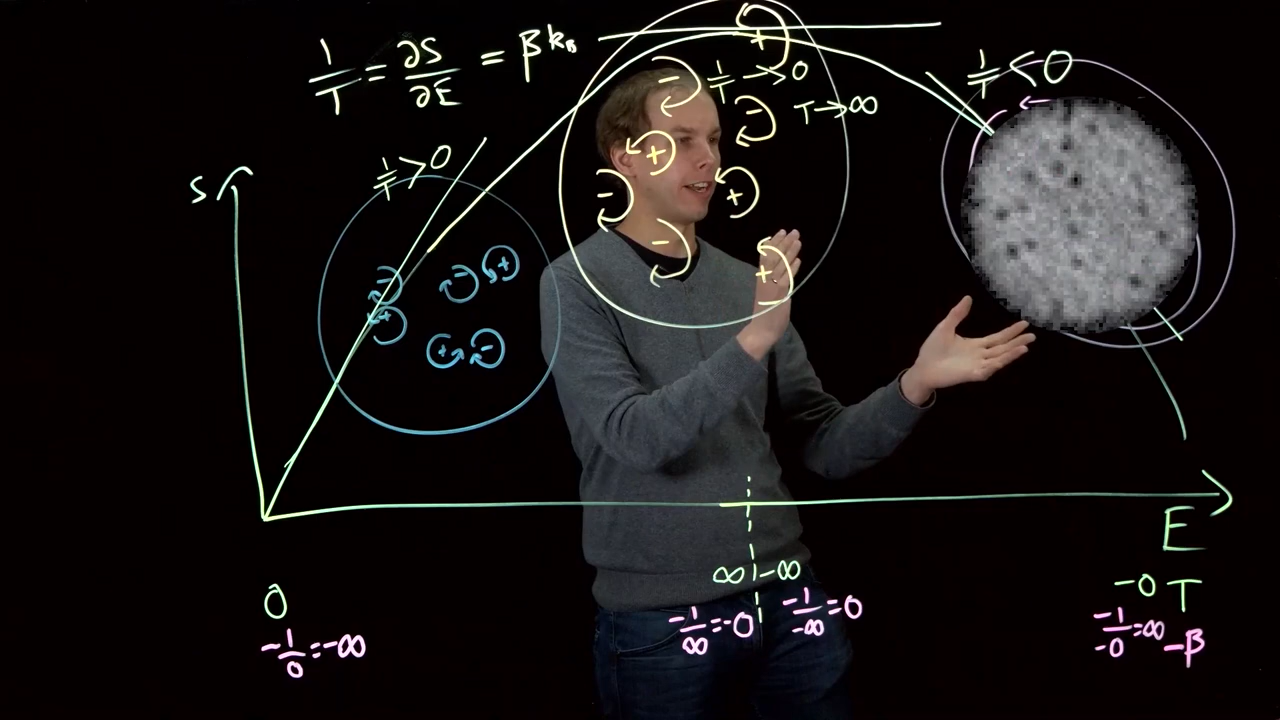 1/T = ∂S/∂E = βk_B
1/T > 0
1/T → 0
T → ∞
1/T < 0
S
- + - + + -
- + - + - + - +
E
∞ | -∞
0
-0 T
-1/0 = -∞
-1/∞ = -0
-1/-∞ = 0
-1/-0 = ∞
-β